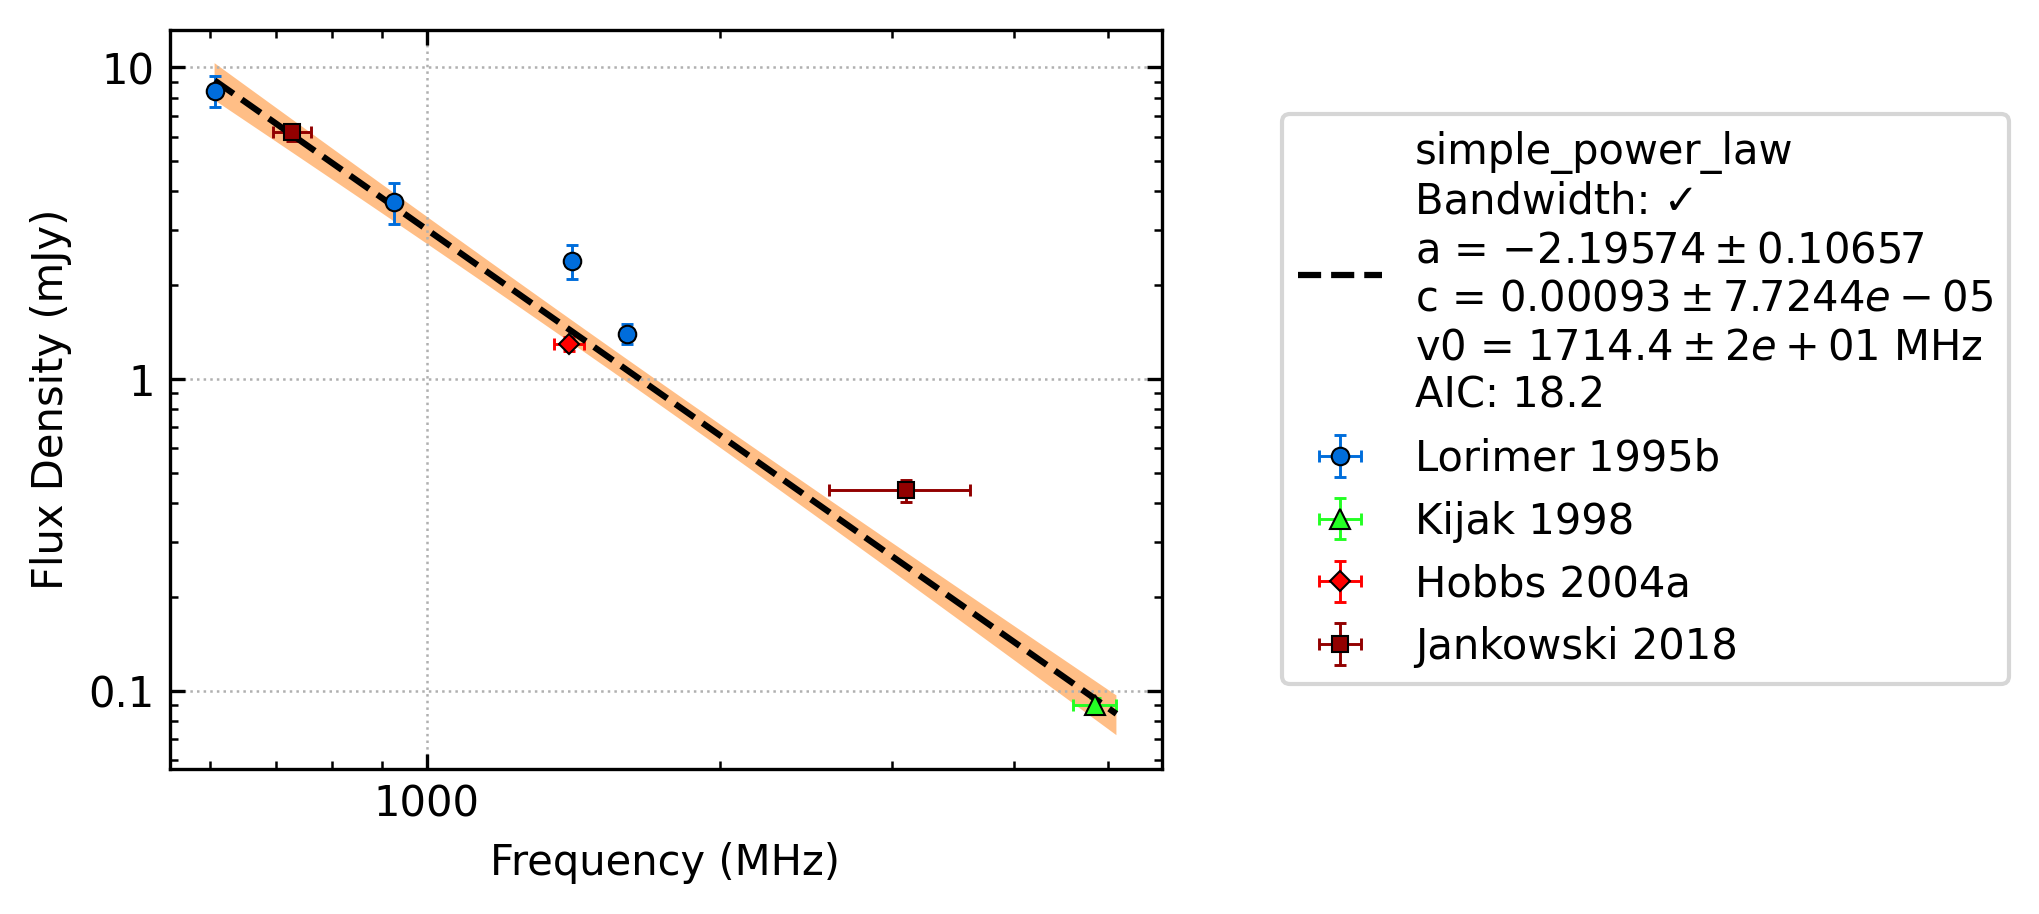 10
1
0.1
Flux Density (mJy)
1000
Frequency (MHz)
simple_power_law
Bandwidth: ✓
a = −2.19574 ± 0.10657
c = 0.00093 ± 7.7244e − 05
v0 = 1714.4 ± 2e + 01 MHz
AIC: 18.2
Lorimer 1995b
Kijak 1998
Hobbs 2004a
Jankowski 2018